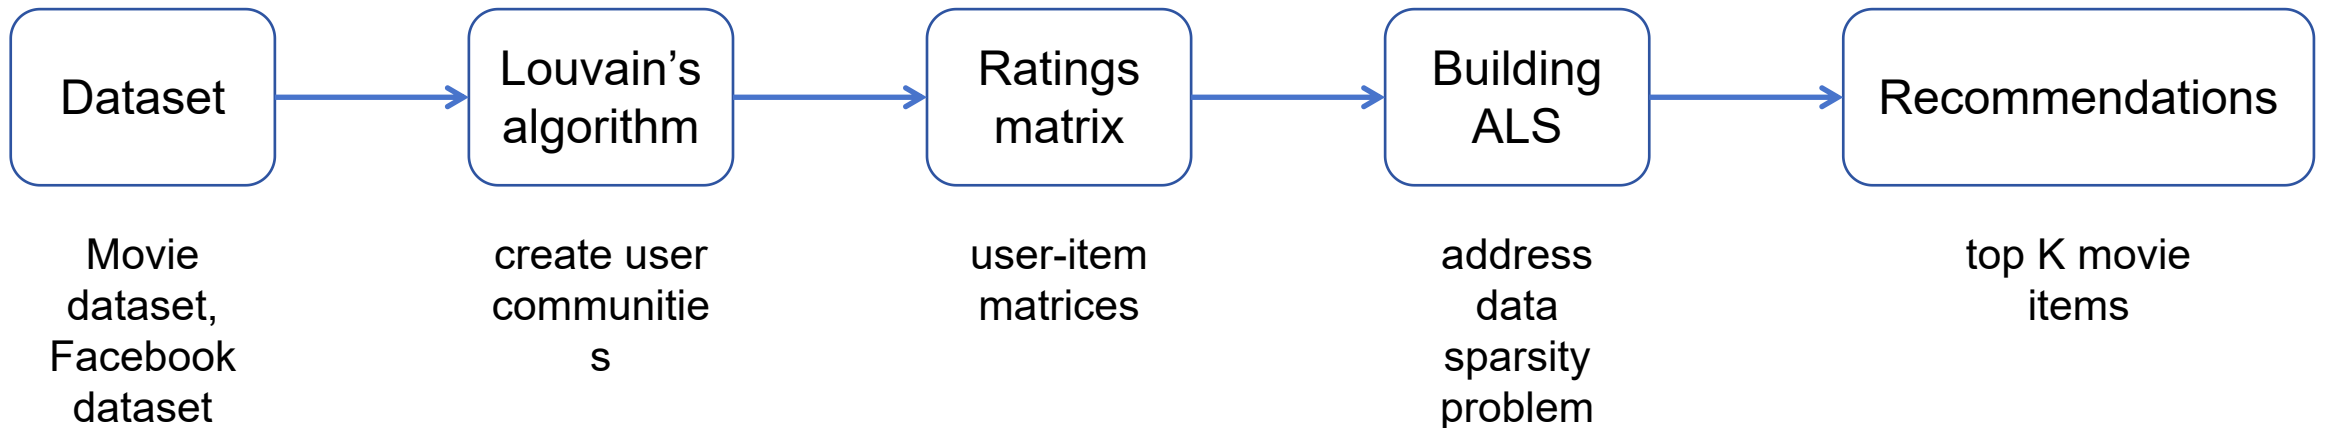 Dataset
Louvain’s
algorithm
Ratings
matrix
Building
ALS
Recommendations
Movie
dataset,
Facebook
dataset
create user
communitie
s
user-item
matrices
address
data
sparsity
problem
top K movie
items